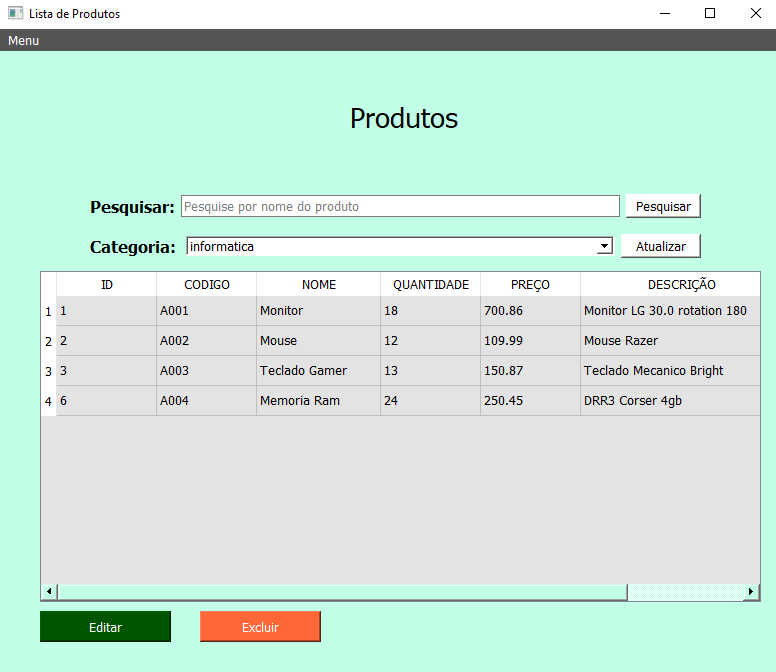 Lista de Produtos
Menu
Produtos
Pesquisar: Pesquise por nome do produto Pesquisar
Categoria: informatica Atualizar
ID CODIGO NOME QUANTIDADE PREÇO DESCRIÇÃO
1 1 A001 Monitor 18 700.86 Monitor LG 30.0 rotation 180
2 2 A002 Mouse 12 109.99 Mouse Razer
3 3 A003 Teclado Gamer 13 150.87 Teclado Mecanico Bright
4 6 A004 Memoria Ram 24 250.45 DRR3 Corser 4gb
Editar Excluir